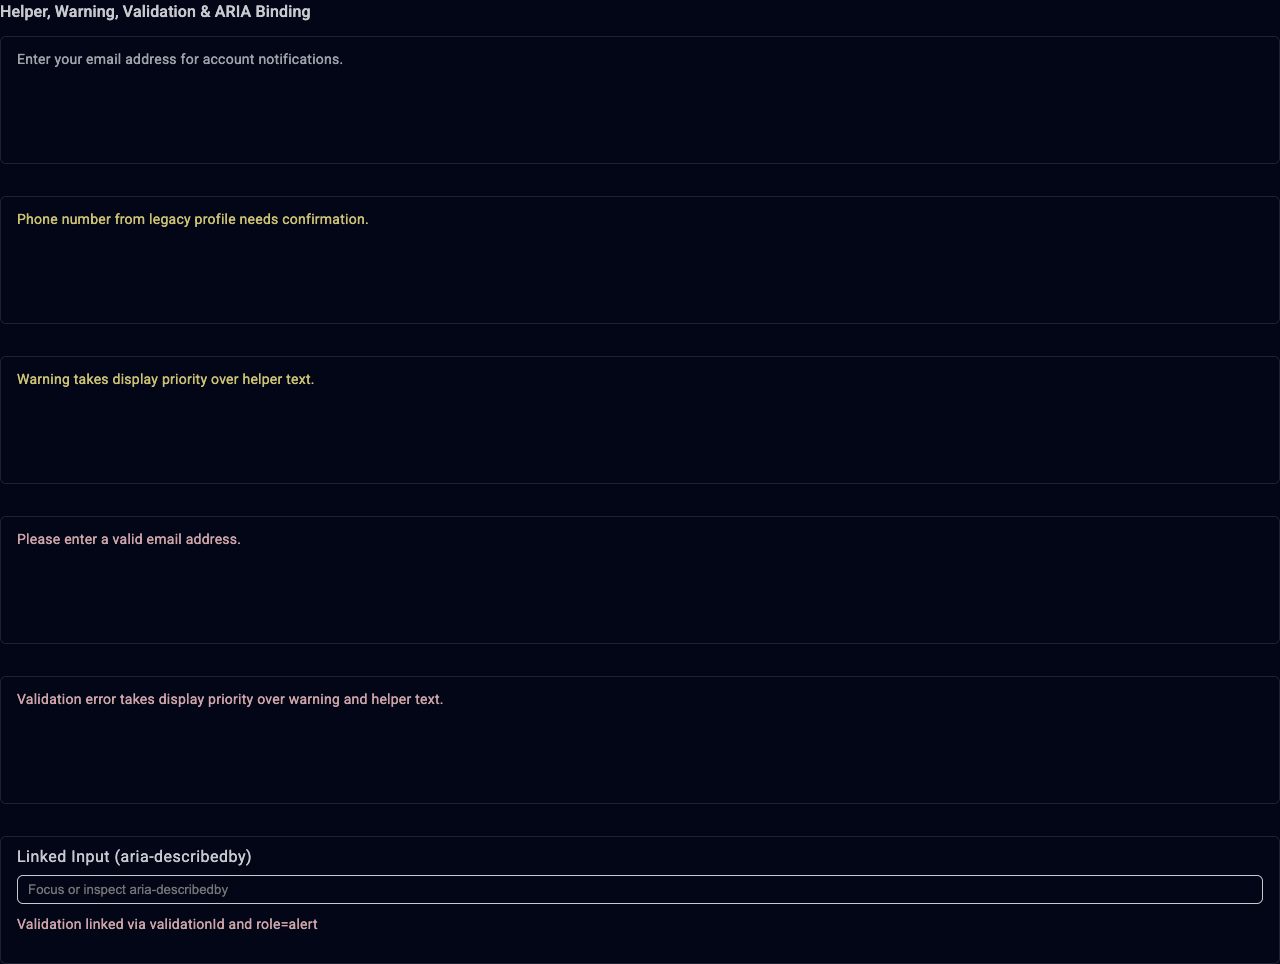 Helper, Warning, Validation & ARIA Binding
Enter your email address for account notifications.
Phone number from legacy profile needs confirmation.
Warning takes display priority over helper text.
Please enter a valid email address.
Validation error takes display priority over warning and helper text.
Linked Input (aria-describedby)
Focus or inspect aria-describedby
Validation linked via validationId and role=alert